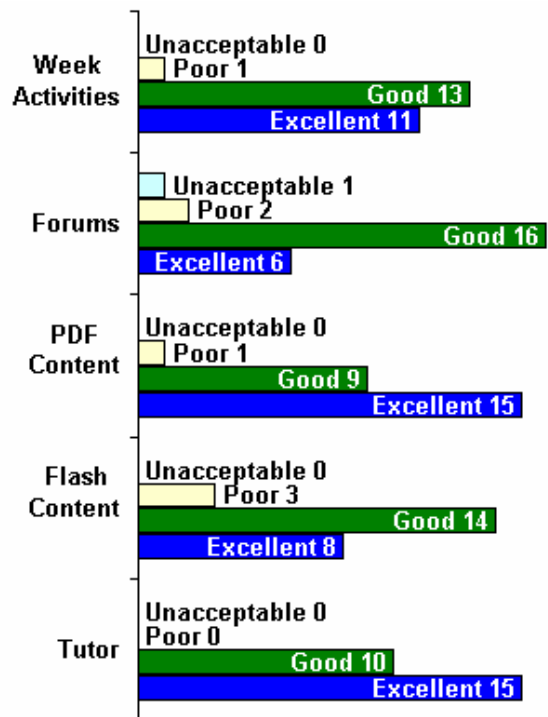 Unacceptable 0
Week
Activities
Poor 1
Good 13
Excellent 11
Unacceptable 1
Forums
Poor 2
Good 16
Excellent 6
Unacceptable 0
PDF
Content
Poor 1
Good 9
Excellent 15
Unacceptable 0
Flash
Content
Poor 3
Good 14
Excellent 8
Unacceptable 0
Tutor
Poor 0
Good 10
Excellent 15